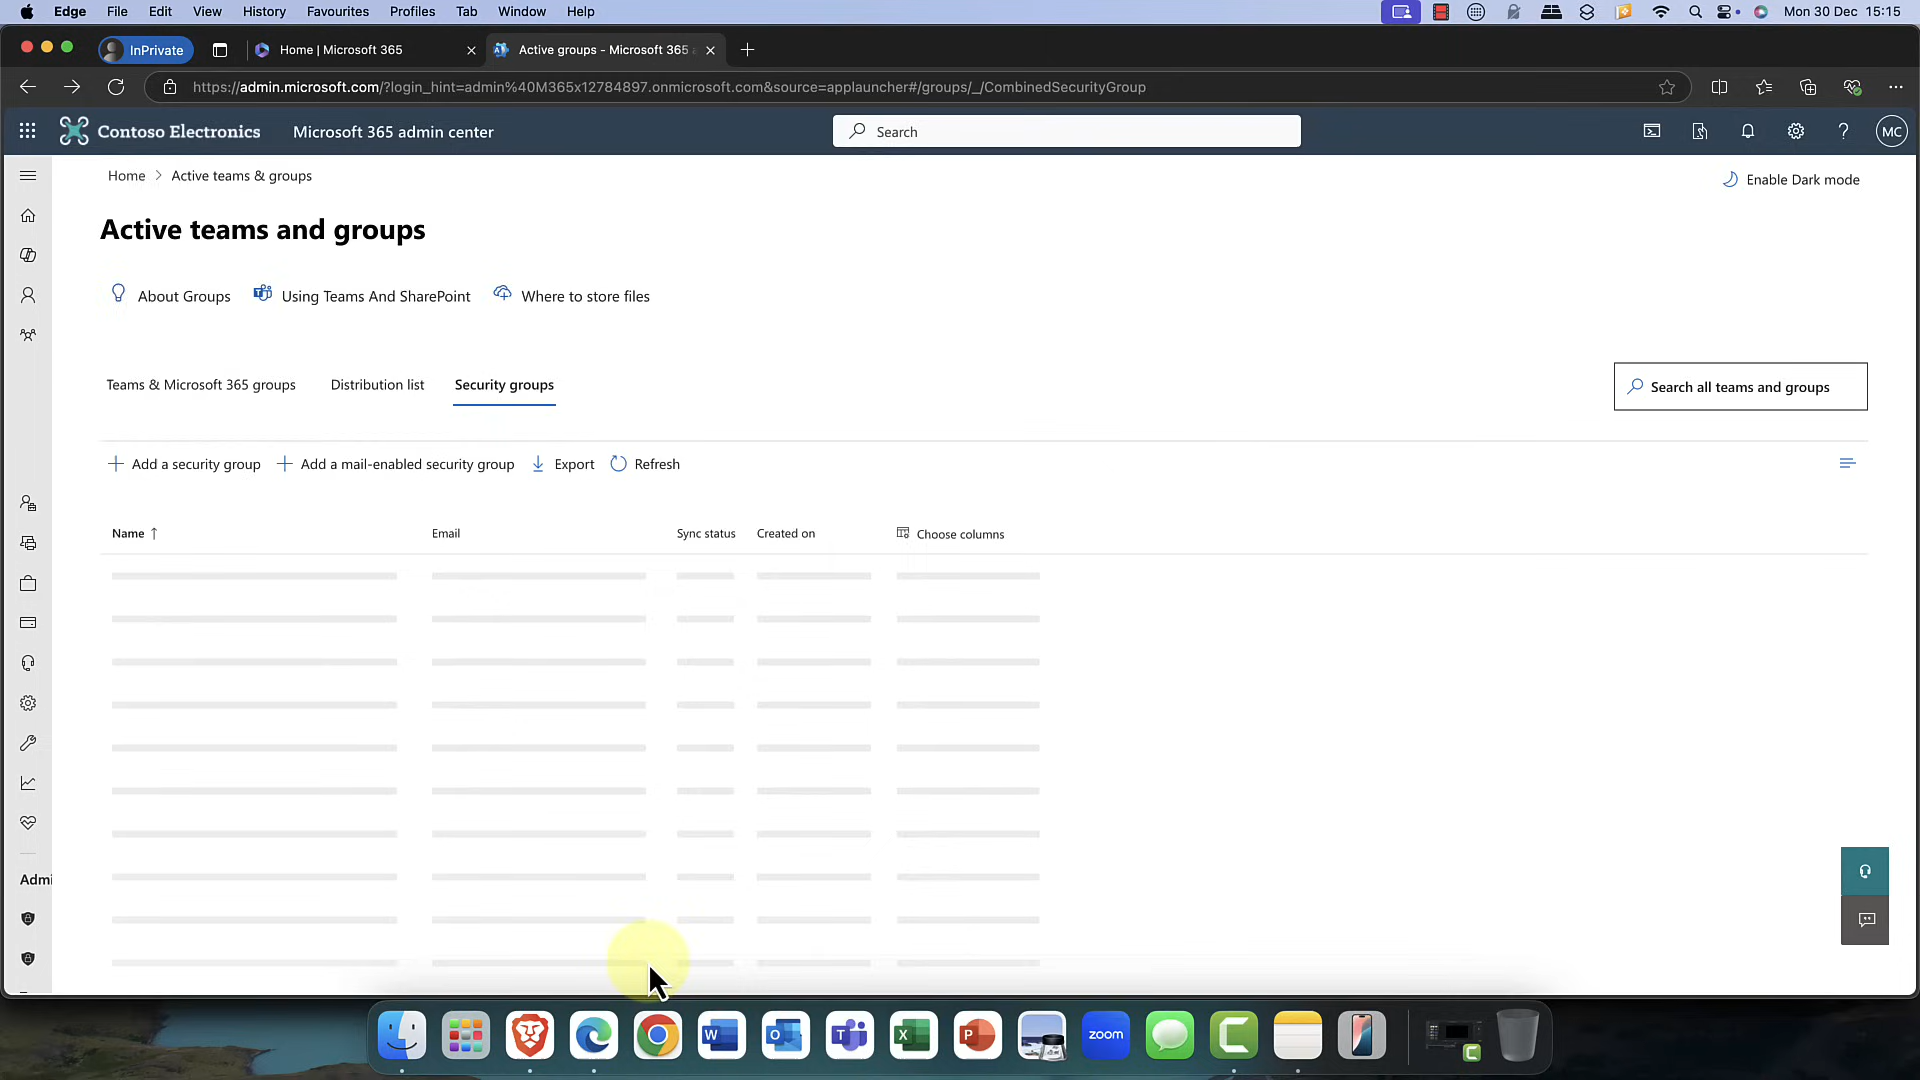 Edge File Edit View History Favourites Profiles Tab Window Help Mon 30 Dec 15:15
InPrivate Home | Microsoft 365 Active groups - Microsoft 365
https://admin.microsoft.com/?login_hint=admin%40M365x12784897.onmicrosoft.com&source=applauncher#/groups/_/CombinedSecurityGroup
Contoso Electronics Microsoft 365 admin center Search MC
Home > Active teams & groups
Enable Dark mode
Active teams and groups
About Groups Using Teams And SharePoint Where to store files
Teams & Microsoft 365 groups Distribution list Security groups
Search all teams and groups
Add a security group Add a mail-enabled security group Export Refresh
Name ↑ Email Sync status Created on Choose columns
Admi
W O T X P zoom C